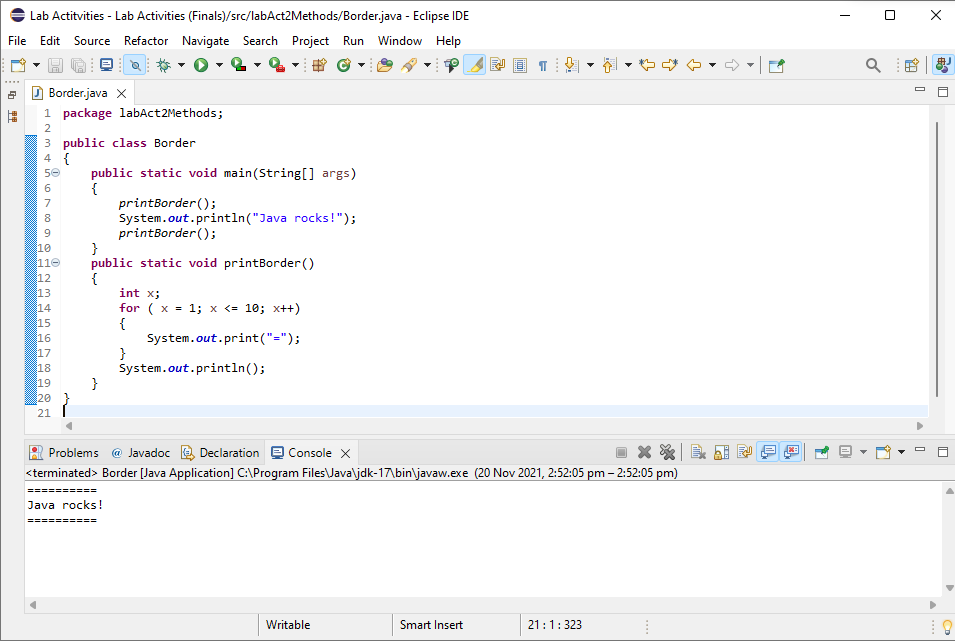 Lab Actitvities - Lab Activities (Finals)/src/labAct2Methods/Border.java - Eclipse IDE
File Edit Source Refactor Navigate Search Project Run Window Help
Border.java
1 package labAct2Methods;
2
3 public class Border
4 {
5 public static void main(String[] args)
6 {
7 printBorder();
8 System.out.println("Java rocks!");
9 printBorder();
10 }
11 public static void printBorder()
12 {
13 int x;
14 for ( x = 1; x <= 10; x++)
15 {
16 System.out.print("=");
17 }
18 System.out.println();
19 }
20 }
21
Problems @ Javadoc Declaration Console
<terminated> Border [Java Application] C:\Program Files\Java\jdk-17\bin\javaw.exe (20 Nov 2021, 2:52:05 pm – 2:52:05 pm)
==========
Java rocks!
==========
Writable Smart Insert 21 : 1 : 323